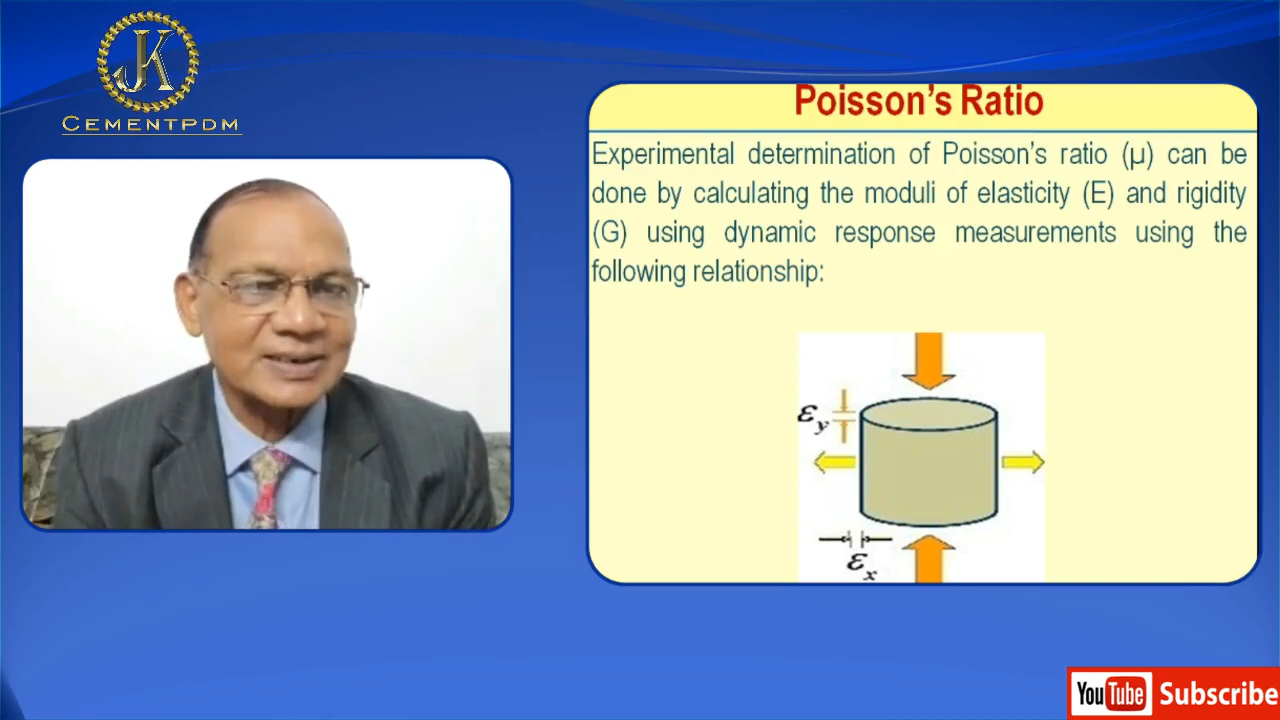 JK
CEMENTPDM
Poisson's Ratio
Experimental determination of Poisson's ratio (µ) can be
done by calculating the moduli of elasticity (E) and rigidity
(G) using dynamic response measurements using the
following relationship:
εy
εx
YouTube Subscribe